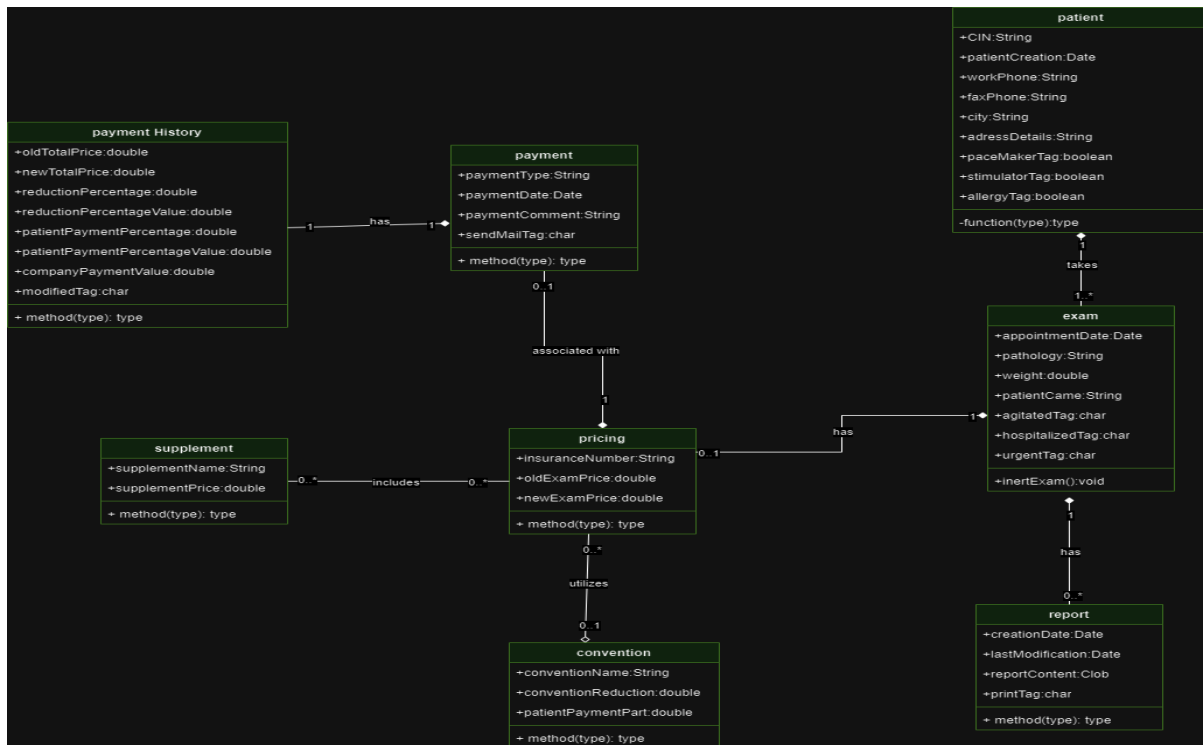 patient
+CIN:String
+patientCreation:Date
+workPhone:String
+faxPhone:String
+city:String
+adressDetails:String
+paceMakerTag:boolean
+stimulatorTag:boolean
+allergyTag:boolean
-function(type):type
1
takes
1..*
payment History
+oldTotalPrice:double
+newTotalPrice:double
+reductionPercentage:double
+reductionPercentageValue:double
+patientPaymentPercentage:double
+patientPaymentPercentageValue:double
+companyPaymentValue:double
+modifiedTag:char
+ method(type): type
1
has
1
payment
+paymentType:String
+paymentDate:Date
+paymentComment:String
+sendMailTag:char
+ method(type): type
0..1
associated with
1
exam
+appointmentDate:Date
+pathology:String
+weight:double
+patientCame:String
+agitatedTag:char
+hospitalizedTag:char
+urgentTag:char
+inertExam():void
1
has
0..1
supplement
+supplementName:String
+supplementPrice:double
+ method(type): type
0..*
includes
0..*
pricing
+insuranceNumber:String
+oldExamPrice:double
+newExamPrice:double
+ method(type): type
0..*
utilizes
0..1
1
has
0..*
convention
+conventionName:String
+conventionReduction:double
+patientPaymentPart:double
+ method(type): type
report
+creationDate:Date
+lastModification:Date
+reportContent:Clob
+printTag:char
+ method(type): type